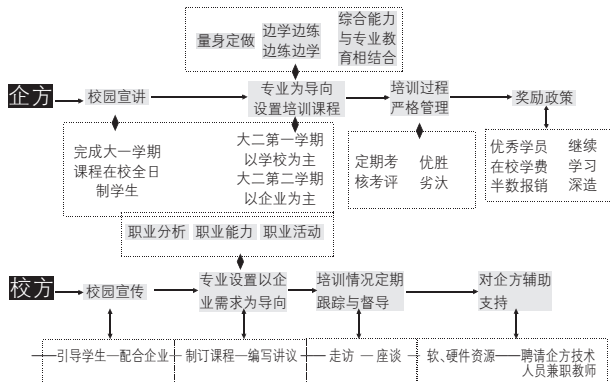 量身定做
边学边练
边练边学
综合能力
与专业教
育相结合
企方
校园宣讲
专业为导向
设置培训课程
培训过程
严格管理
奖励政策
完成大一学期
课程在校全日
制学生
大二第一学期
以学校为主
大二第二学期
以企业为主
定期考
核考评
优胜
劣汰
优秀学员
在校学费
半数报销
继续
学习
深造
职业分析 职业能力 职业活动
校方
校园宣传
专业设置以企
业需求为导向
培训情况定期
跟踪与督导
对企方辅助
支持
引导学生—配合企业
制订课程—编写讲议
走访 — 座谈
软、硬件资源
聘请企方技术
人员兼职教师